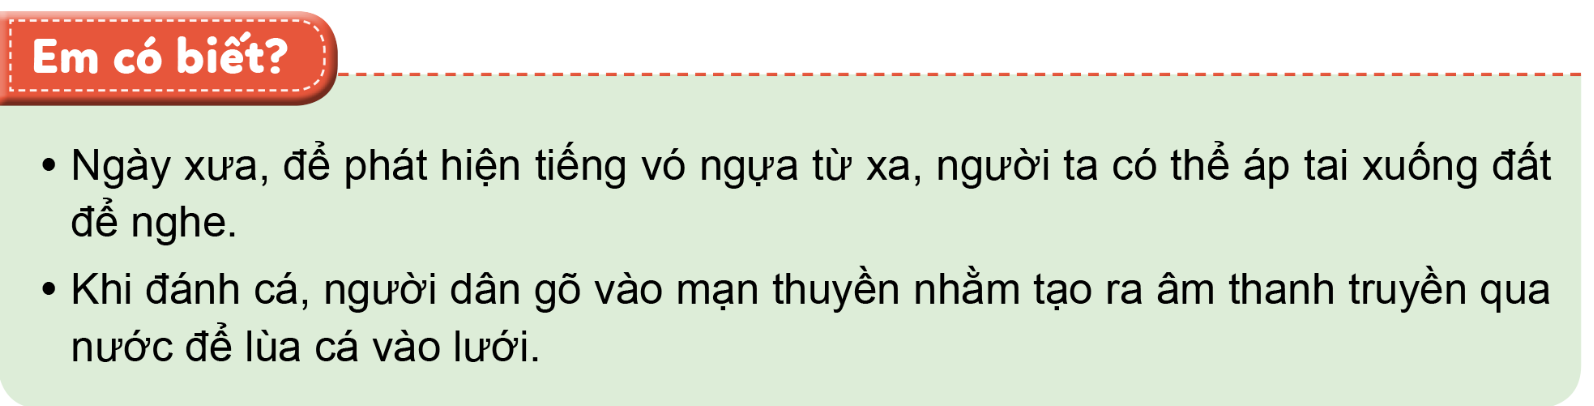 Em có biết?
• Ngày xưa, để phát hiện tiếng vó ngựa từ xa, người ta có thể áp tai xuống đất
để nghe.
• Khi đánh cá, người dân gõ vào mạn thuyền nhằm tạo ra âm thanh truyền qua
nước để lùa cá vào lưới.